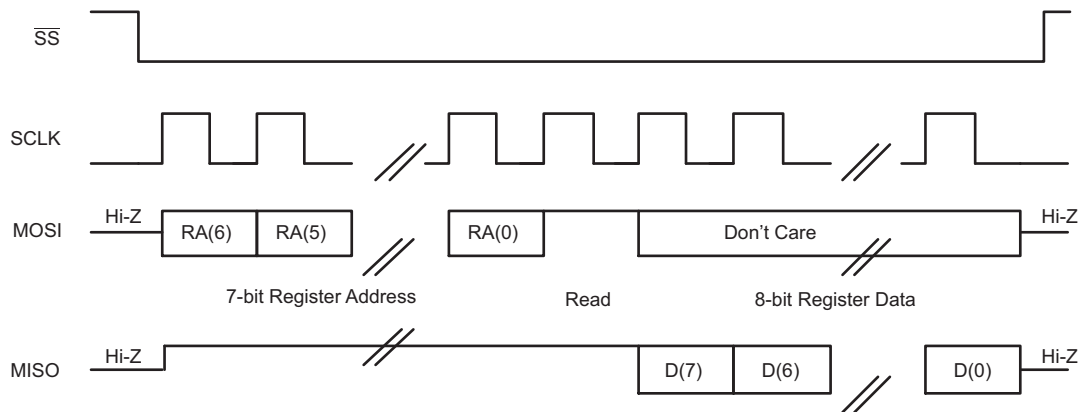 SS
SCLK
MOSI Hi-Z RA(6) RA(5) RA(0) Don't Care Hi-Z
7-bit Register Address Read 8-bit Register Data
MISO Hi-Z D(7) D(6) D(0) Hi-Z